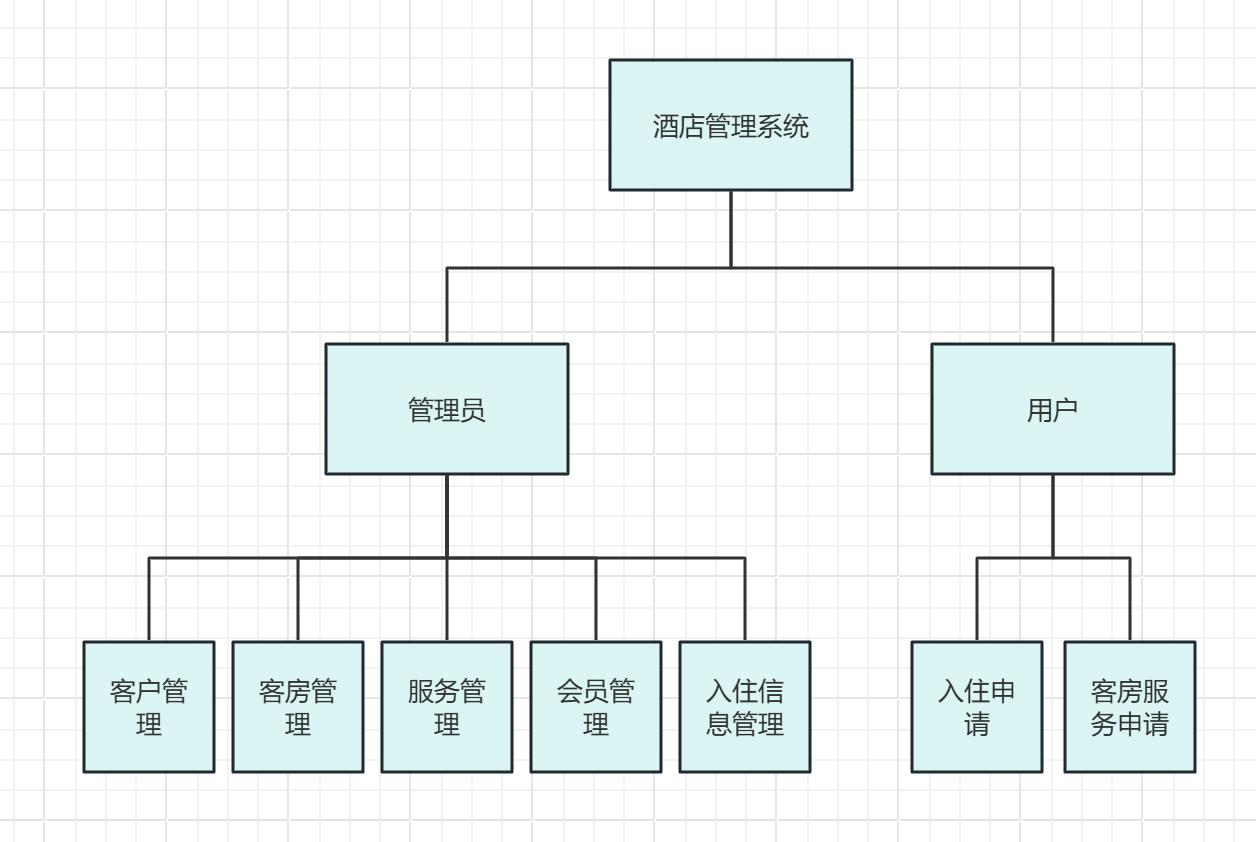 酒店管理系统
管理员
用户
客户管
理
客房管
理
服务管
理
会员管
理
入住信
息管理
入住申
请
客房服
务申请